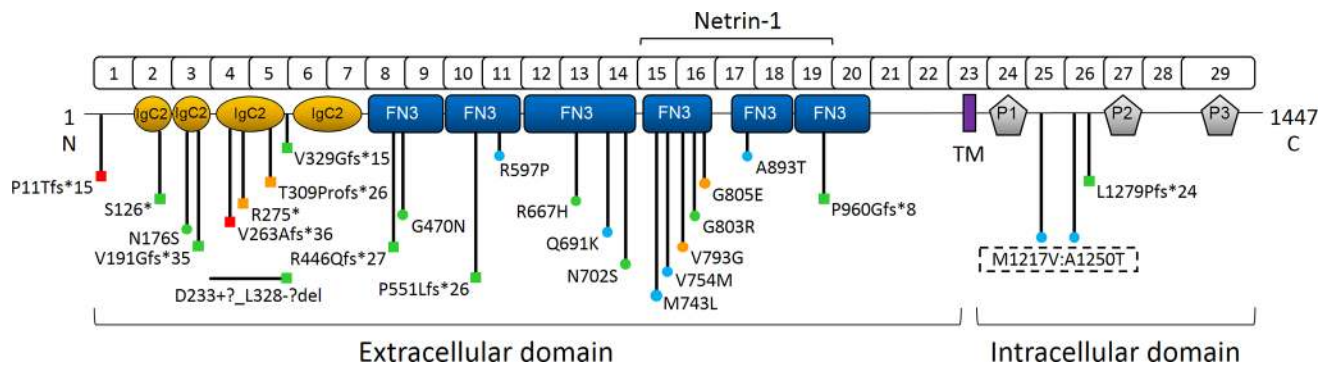 Netrin-1
1 2 3 4 5 6 7 8 9 10 11 12 13 14 15 16 17 18 19 20 21 22 23 24 25 26 27 28 29
1 IgC2 IgC2 IgC2 IgC2 FN3 FN3 FN3 FN3 FN3 FN3 P1 P2 P3 1447
N TM C
V329Gfs*15
R597P
A893T
P11Tfs*15
T309Profs*26
G805E
L1279Pfs*24
S126*
R275*
R667H
P960Gfs*8
N176S
V263Afs*36
G470N
Q691K
G803R
V191Gfs*35
R446Qfs*27
N702S
V793G
M1217V:A1250T
D233+?_L328-?del
P551Lfs*26
V754M
M743L
Extracellular domain
Intracellular domain